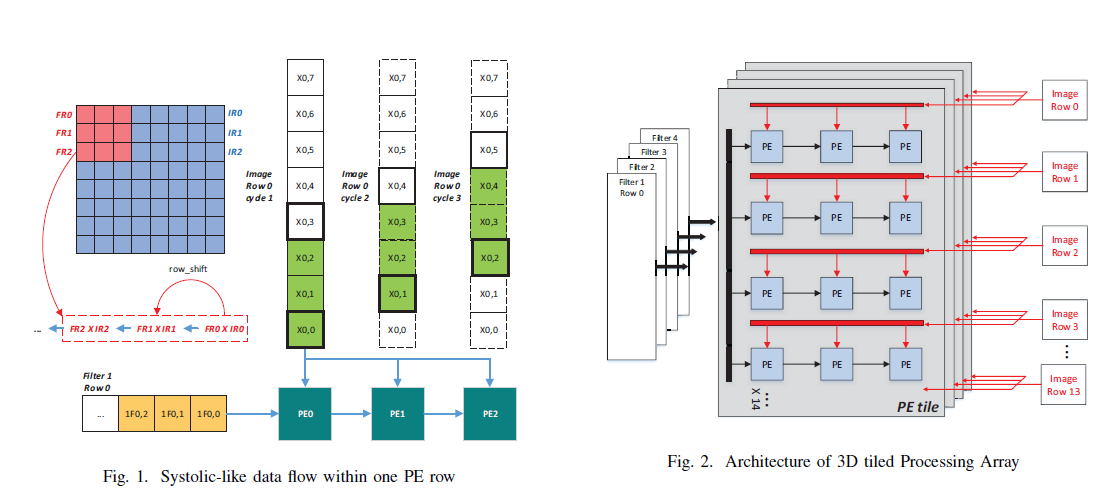 FR0
FR1
FR2
IR0
IR1
IR2
row_shift
... FR2 X IR2 FR1 X IR1 FR0 X IR0
Filter 1
Row 0
... 1F0,2 1F0,1 1F0,0
Image
Row 0
cycle 1
X0,7
X0,6
X0,5
X0,4
X0,3
X0,2
X0,1
X0,0
Image
Row 0
cycle 2
X0,7
X0,6
X0,5
X0,4
X0,3
X0,2
X0,1
X0,0
Image
Row 0
cycle 3
X0,7
X0,6
X0,5
X0,4
X0,3
X0,2
X0,1
X0,0
PE0 PE1 PE2
Fig. 1. Systolic-like data flow within one PE row
Filter 4
Filter 3
Filter 2
Filter 1
Row 0
PE PE PE
PE PE PE
PE PE PE
PE PE PE
X 14 ...
PE tile
Image
Row 0
Image
Row 1
Image
Row 2
Image
Row 3
...
Image
Row 13
Fig. 2. Architecture of 3D tiled Processing Array